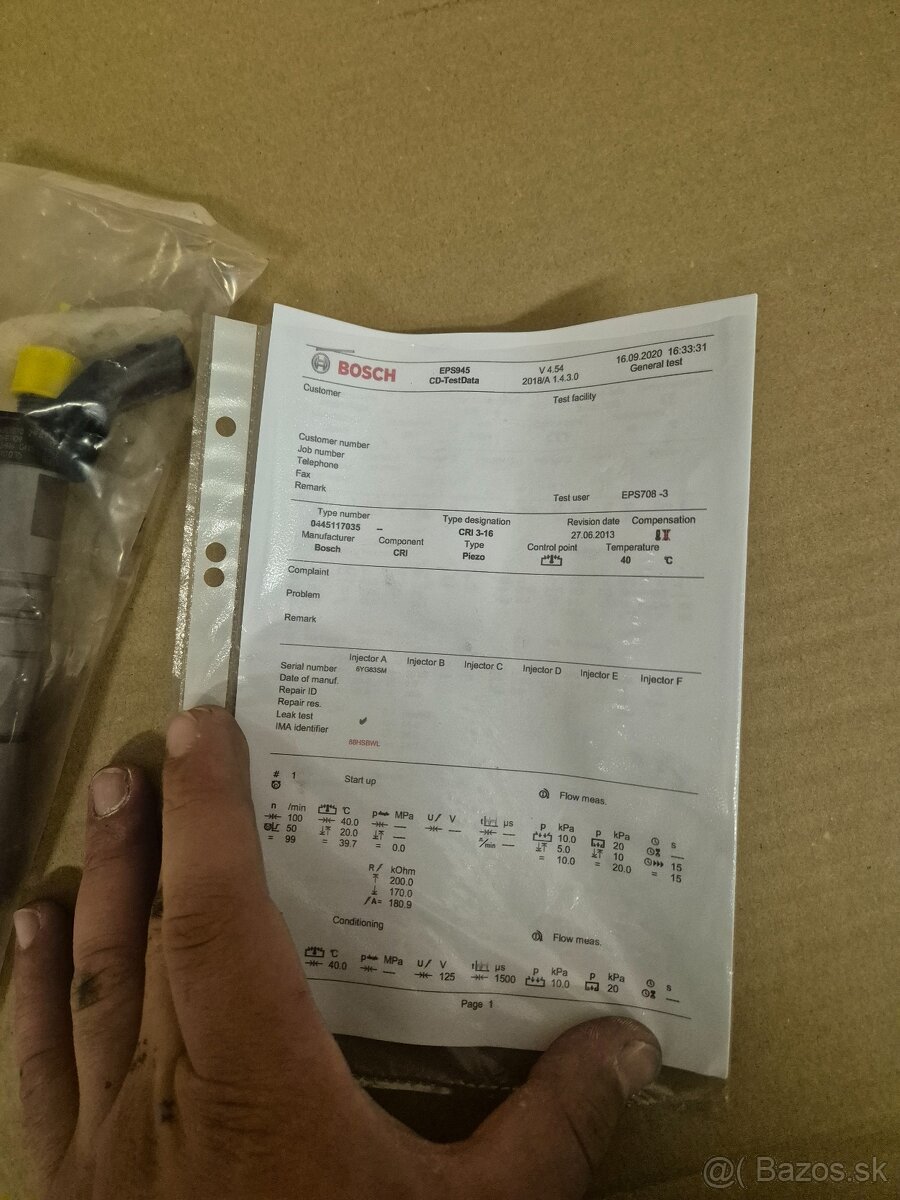 BOSCH EPS945 V 4.54 16.09.2020 16:33:31
CD-TestData 2018/A 1.4.3.0 General test
Customer Test facility
Customer number
Job number
Telephone
Fax
Remark
Test user EPS708 -3
Type number Type designation Revision date Compensation
0445117035 -- CRI 3-16 27.06.2013
Manufacturer Component Type Control point Temperature
Bosch CRI Piezo 40 °C
Complaint
Problem
Remark
Injector A Injector B Injector C Injector D Injector E Injector F
Serial number 6YG83SM
Date of manuf.
Repair ID
Repair res.
Leak test ✔
IMA identifier
88HSBWL
# 1 Start up Flow meas.
n /min °C p MPa U V µs p kPa p kPa s
100 40.0 --- --- --- 10.0 20 ---
50 20.0 --- /min --- 5.0 10 15
= 99 = 39.7 = 0.0 = 10.0 = 20.0 = 15
R kOhm
200.0
170.0
/A= 180.9
Conditioning Flow meas.
°C p MPa U V µs p kPa p kPa s
40.0 --- 125 1500 10.0 20 ---
Page 1
@( Bazos.sk